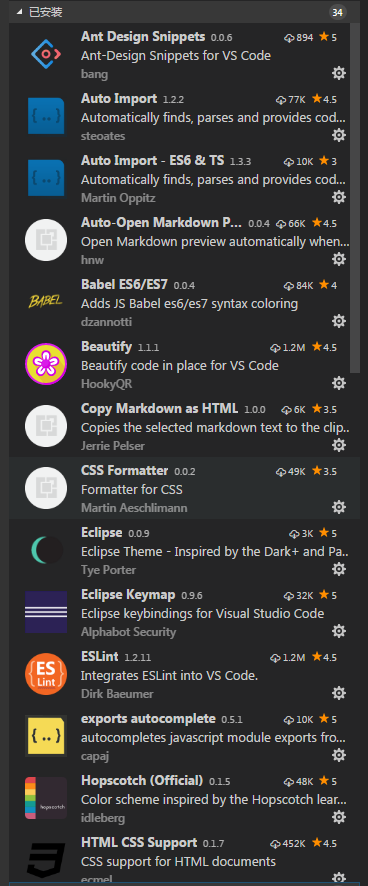 已安装 34
Ant Design Snippets 0.0.6 894 5
Ant-Design Snippets for VS Code
bang
Auto Import 1.2.2 77K 4.5
Automatically finds, parses and provides cod...
steoates
Auto Import - ES6 & TS 1.3.3 10K 3
Automatically finds, parses and provides cod...
Martin Oppitz
Auto-Open Markdown P... 0.0.4 66K 4.5
Open Markdown preview automatically when...
hnw
BABEL
Babel ES6/ES7 0.0.4 84K 4
Adds JS Babel es6/es7 syntax coloring
dzannotti
Beautify 1.1.1 1.2M 4.5
Beautify code in place for VS Code
HookyQR
Copy Markdown as HTML 1.0.0 6K 3.5
Copies the selected markdown text to the clip...
Jerrie Pelser
CSS Formatter 0.0.2 49K 3.5
Formatter for CSS
Martin Aeschlimann
Eclipse 0.0.9 3K 5
Eclipse Theme - Inspired by the Dark+ and Pa...
Tye Porter
Eclipse Keymap 0.9.6 32K 5
Eclipse keybindings for Visual Studio Code
Alphabot Security
{ES}
Lint
ESLint 1.2.11 1.2M 4.5
Integrates ESLint into VS Code.
Dirk Baeumer
{..}
exports autocomplete 0.5.1 10K 5
autocompletes javascript module exports fro...
capaj
hopscotch
Hopscotch (Official) 0.1.5 48K 5
Color scheme inspired by the Hopscotch lear...
idleberg
HTML CSS Support 0.1.7 452K 4.5
CSS support for HTML documents
ecmel